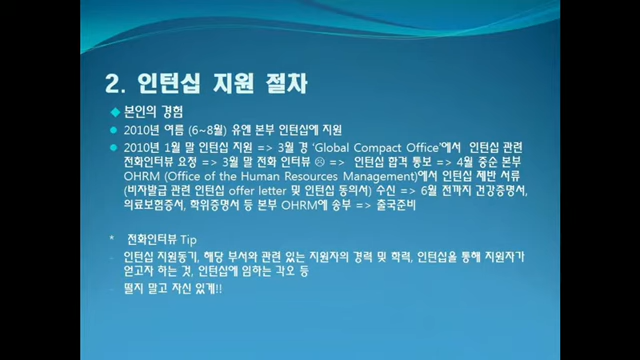 2. 인턴십 지원 절차
◆ 본인의 경험
● 2010년 여름 (6~8월) 유엔 본부 인턴십에 지원
● 2010년 1월 말 인턴십 지원 => 3월 경 ‘Global Compact Office’에서 인턴십 관련
전화인터뷰 요청 => 3월 말 전화 인터뷰 ☹ => 인턴십 합격 통보 => 4월 중순 본부
OHRM (Office of the Human Resources Management)에서 인턴십 제반 서류
(비자발급 관련 인턴십 offer letter 및 인턴십 동의서) 수신 => 6월 전까지 건강증명서,
의료보험증서, 학위증명서 등 본부 OHRM에 송부 => 출국준비
* 전화인터뷰 Tip
- 인턴십 지원동기, 해당 부서와 관련 있는 지원자의 경력 및 학력, 인턴십을 통해 지원자가
얻고자 하는 것, 인턴십에 임하는 각오 등
- 떨지 말고 자신 있게!!